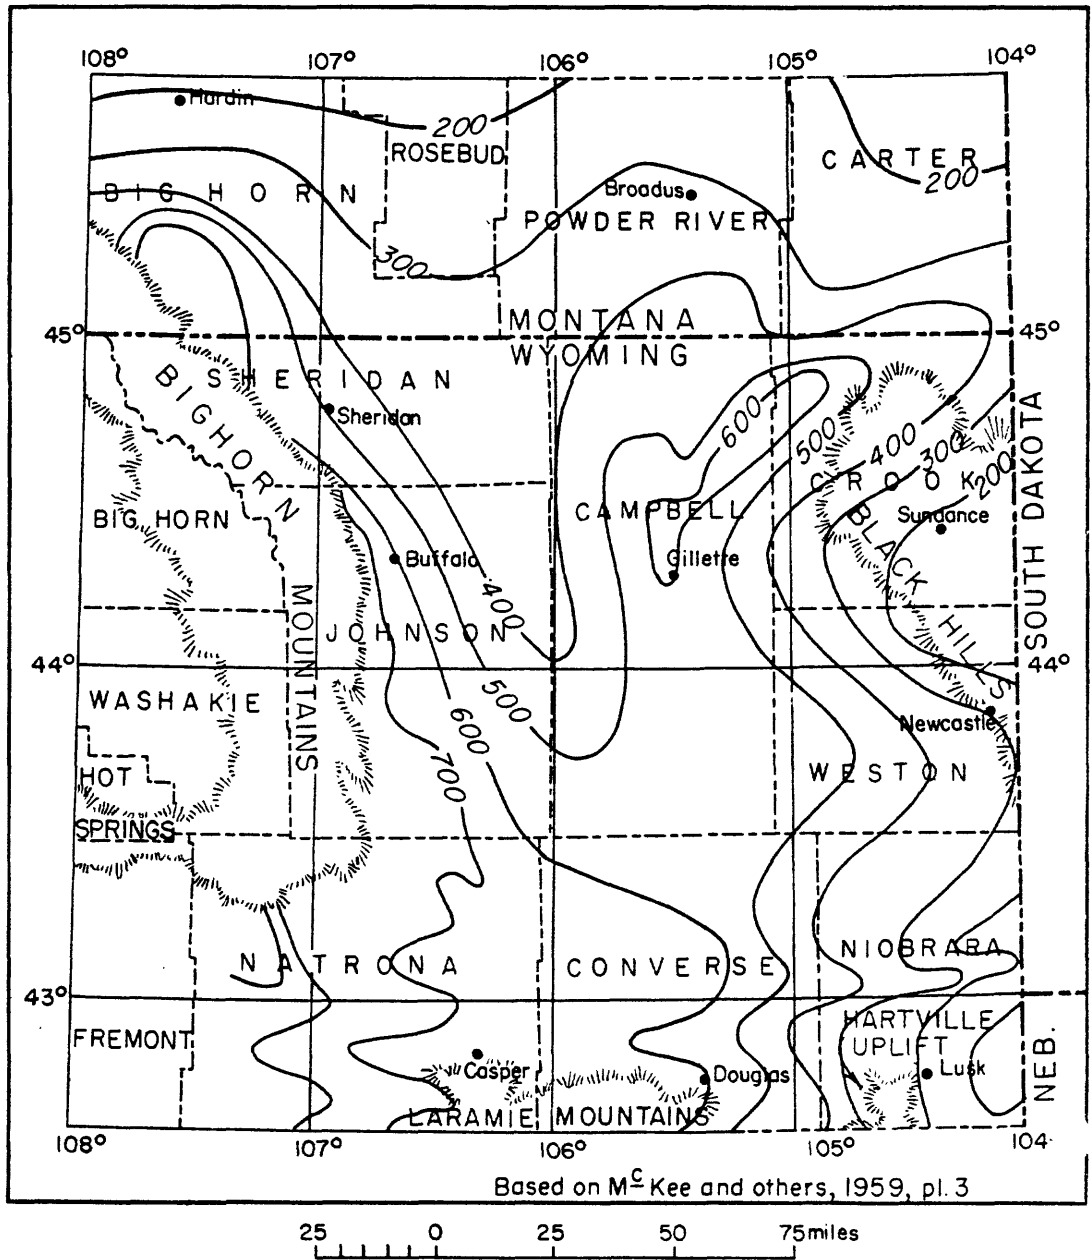 108° 107° 106° 105° 104°
Hardin
200
ROSEBUD
CARTER
200
BIG HORN
Broadus
POWDER RIVER
300
MONTANA
45° 45°
WYOMING
SHERIDAN
BIGHORN
Sheridan
600
500
400
300
200
CROOK
BIG HORN
CAMPBELL
Sundance
SOUTH DAKOTA
BLACK HILLS
Buffalo
Gillette
MOUNTAINS
400
JOHNSON
44° 44°
WASHAKIE
500
600
700
Newcastle
HOT
WESTON
SPRINGS
NATRONA
CONVERSE
NIOBRARA
43°
FREMONT
HARTVILLE
UPLIFT
NEB.
Casper
Douglas
Lusk
LARAMIE MOUNTAINS
108° 107° 106° 105° 104
Based on McKee and others, 1959, pl. 3
25 0 25 50 75 miles